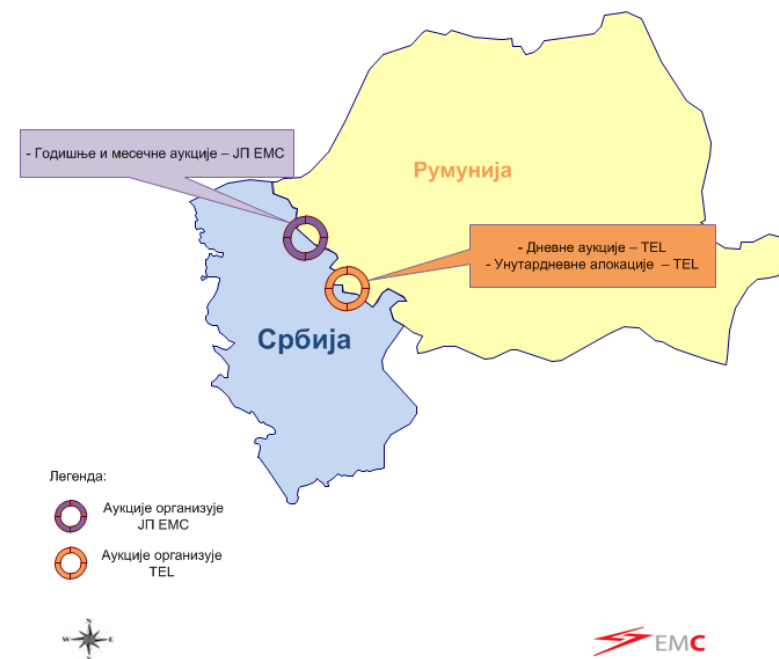 - Годишње и месечне аукције – ЈП ЕМС
Румунија
- Дневне аукције – TEL
- Унутардневне алокације – TEL
Србија
Легенда:
Аукције организује
ЈП ЕМС
Аукције организује
TEL
N
W E
S
ЕМС